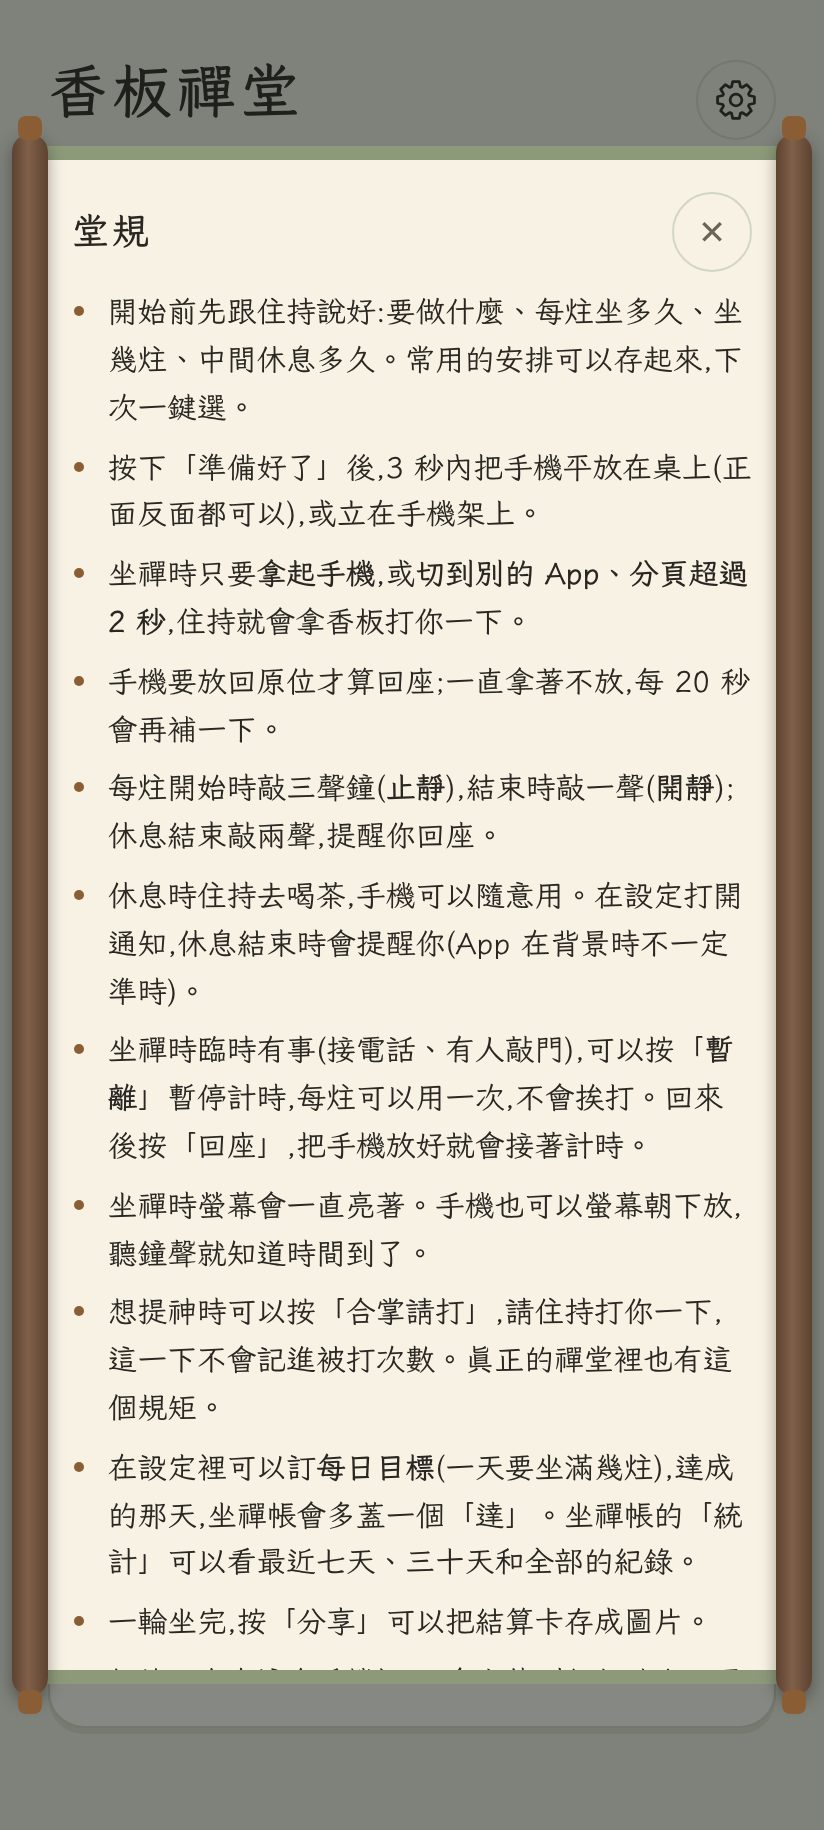 香板禪堂
堂規
開始前先跟住持說好:要做什麼、每炷坐多久、坐
幾炷、中間休息多久。常用的安排可以存起來,下
次一鍵選。
按下「準備好了」後,3 秒內把手機平放在桌上(正
面反面都可以),或立在手機架上。
坐禪時只要拿起手機,或切到別的 App、分頁超過
2 秒,住持就會拿香板打你一下。
手機要放回原位才算回座;一直拿著不放,每 20 秒
會再補一下。
每炷開始時敲三聲鐘(止靜),結束時敲一聲(開靜);
休息結束敲兩聲,提醒你回座。
休息時住持去喝茶,手機可以隨意用。在設定打開
通知,休息結束時會提醒你(App 在背景時不一定
準時)。
坐禪時臨時有事(接電話、有人敲門),可以按「暫
離」暫停計時,每炷可以用一次,不會挨打。回來
後按「回座」,把手機放好就會接著計時。
坐禪時螢幕會一直亮著。手機也可以螢幕朝下放,
聽鐘聲就知道時間到了。
想提神時可以按「合掌請打」,請住持打你一下,
這一下不會記進被打次數。真正的禪堂裡也有這
個規矩。
在設定裡可以訂每日目標(一天要坐滿幾炷),達成
的那天,坐禪帳會多蓋一個「達」。坐禪帳的「統
計」可以看最近七天、三十天和全部的紀錄。
一輪坐完,按「分享」可以把結算卡存成圖片。